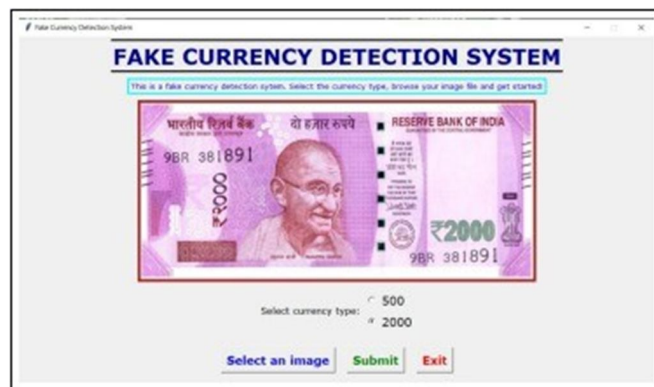 Fake Currency Detection System
FAKE CURRENCY DETECTION SYSTEM
This is a fake currency detection sytem. Select the currency type, browse your image file and get started!
भारतीय रिज़र्व बैंक
दो हज़ार रुपये
RESERVE BANK OF INDIA
9BR 381891
₹2000
₹2000
9BR 381891
Select currency type:
500
2000
Select an image
Submit
Exit